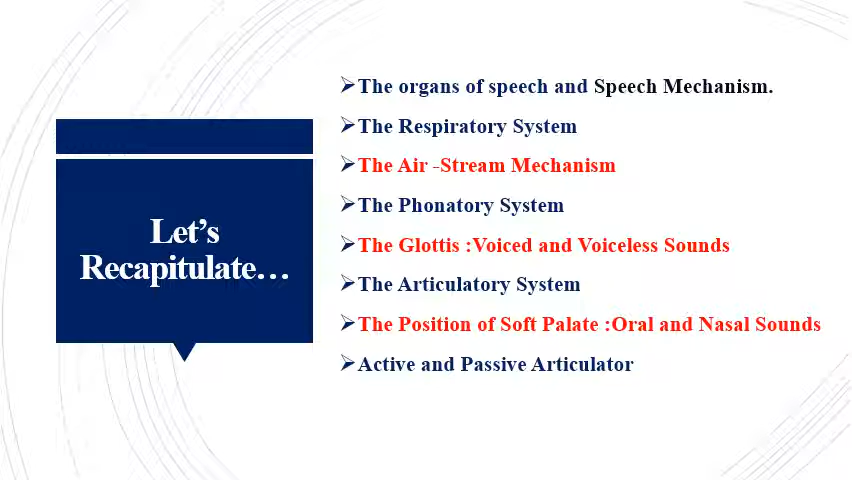 Let’s
Recapitulate…
➢The organs of speech and Speech Mechanism.
➢The Respiratory System
➢The Air -Stream Mechanism
➢The Phonatory System
➢The Glottis :Voiced and Voiceless Sounds
➢The Articulatory System
➢The Position of Soft Palate :Oral and Nasal Sounds
➢Active and Passive Articulator